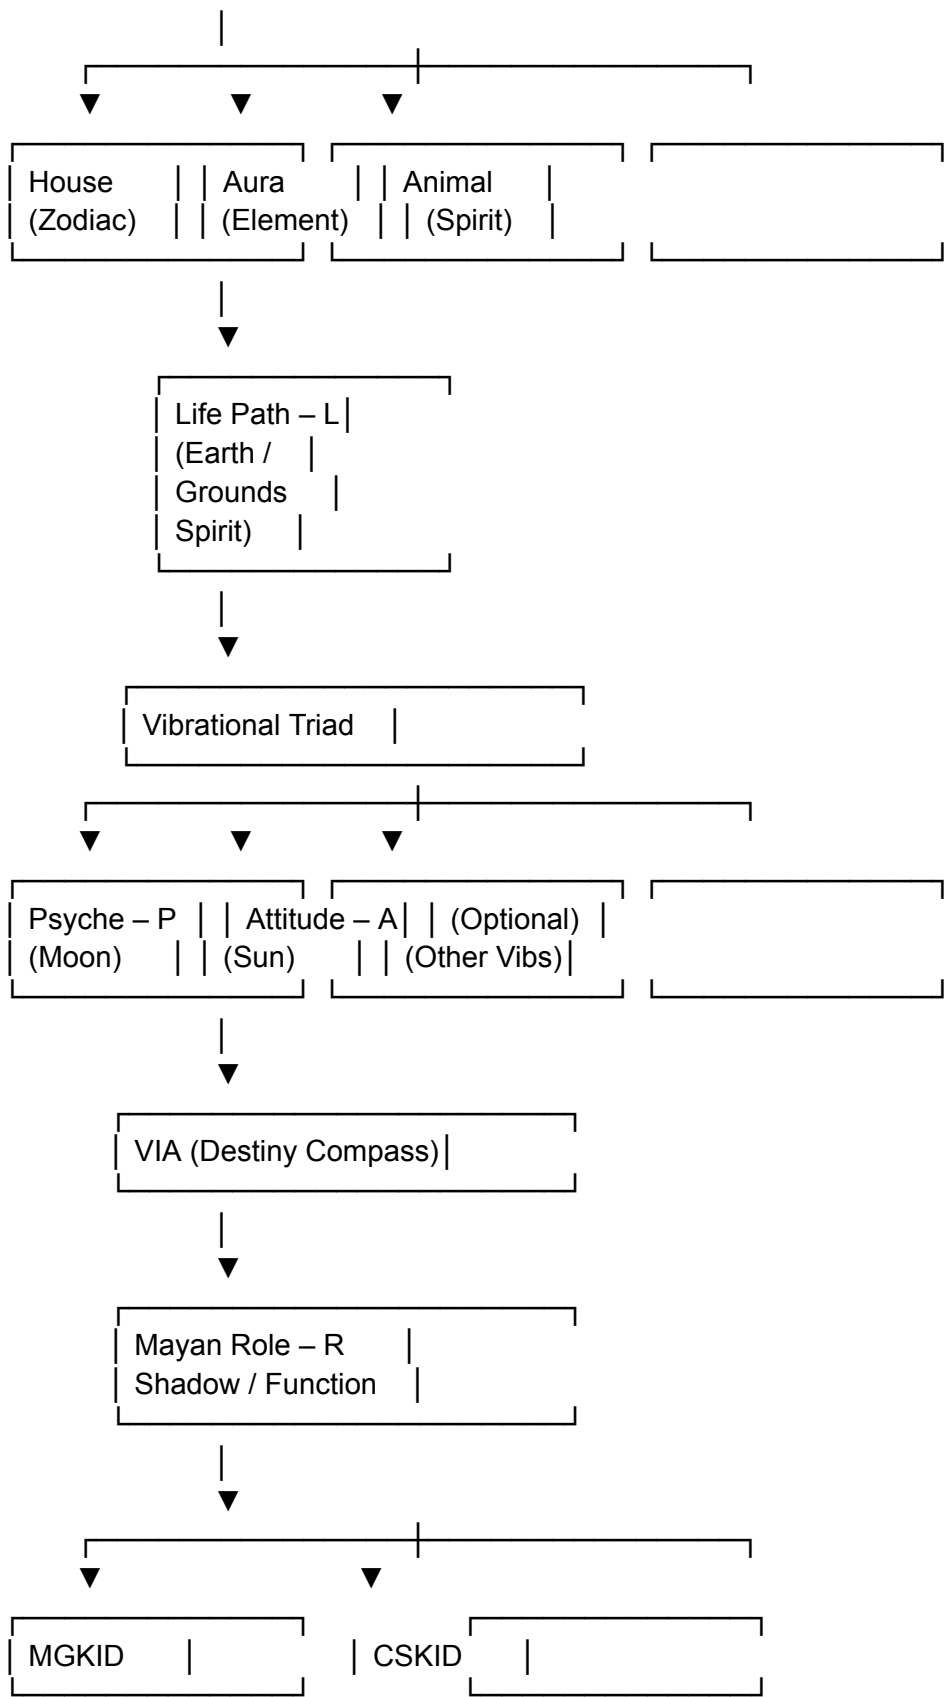 House Aura Animal
(Zodiac) (Element) (Spirit)
Life Path – L
(Earth /
Grounds
Spirit)
Vibrational Triad
Psyche – P Attitude – A (Optional)
(Moon) (Sun) (Other Vibs)
VIA (Destiny Compass)
Mayan Role – R
Shadow / Function
MGKID CSKID